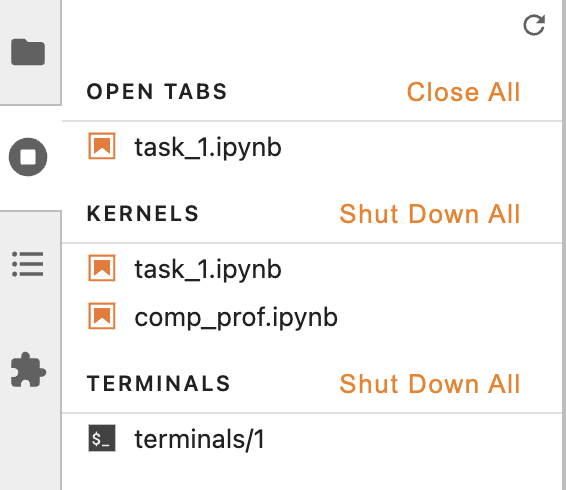 OPEN TABS Close All
task_1.ipynb
KERNELS Shut Down All
task_1.ipynb
comp_prof.ipynb
TERMINALS Shut Down All
$_ terminals/1